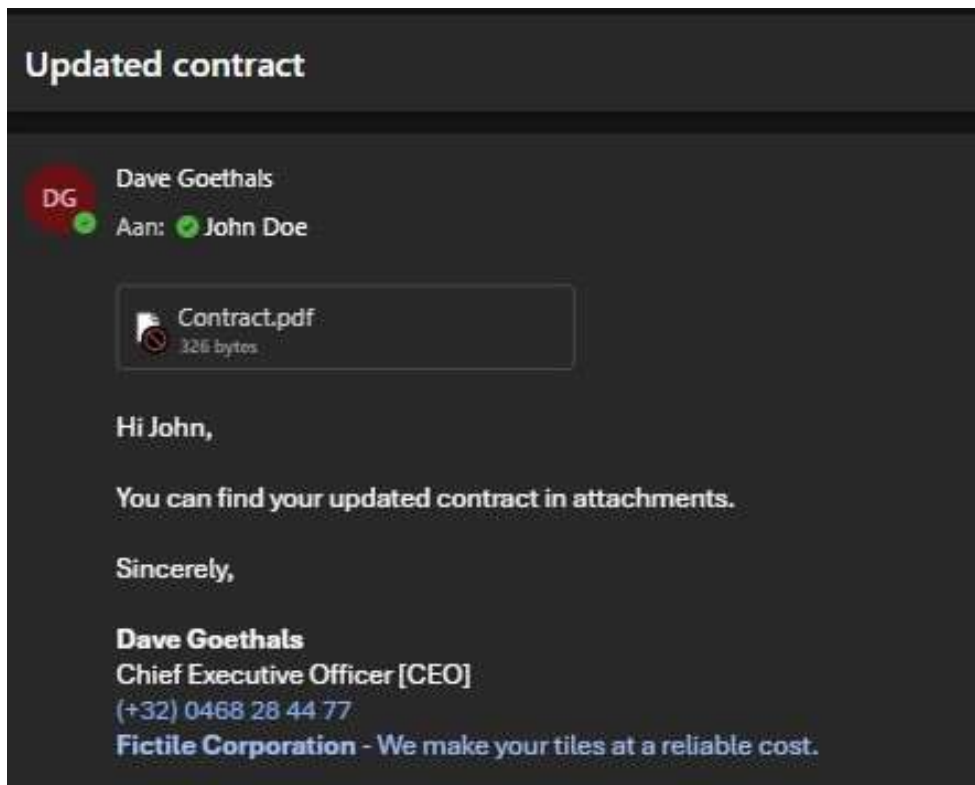 Updated contract
DG
Dave Goethals
Aan: John Doe
Contract.pdf
326 bytes
Hi John,
You can find your updated contract in attachments.
Sincerely,
Dave Goethals
Chief Executive Officer [CEO]
(+32) 0468 28 44 77
Fictile Corporation - We make your tiles at a reliable cost.